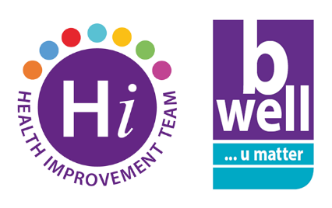 Hi
HEALTH IMPROVEMENT TEAM
b
well
... u matter